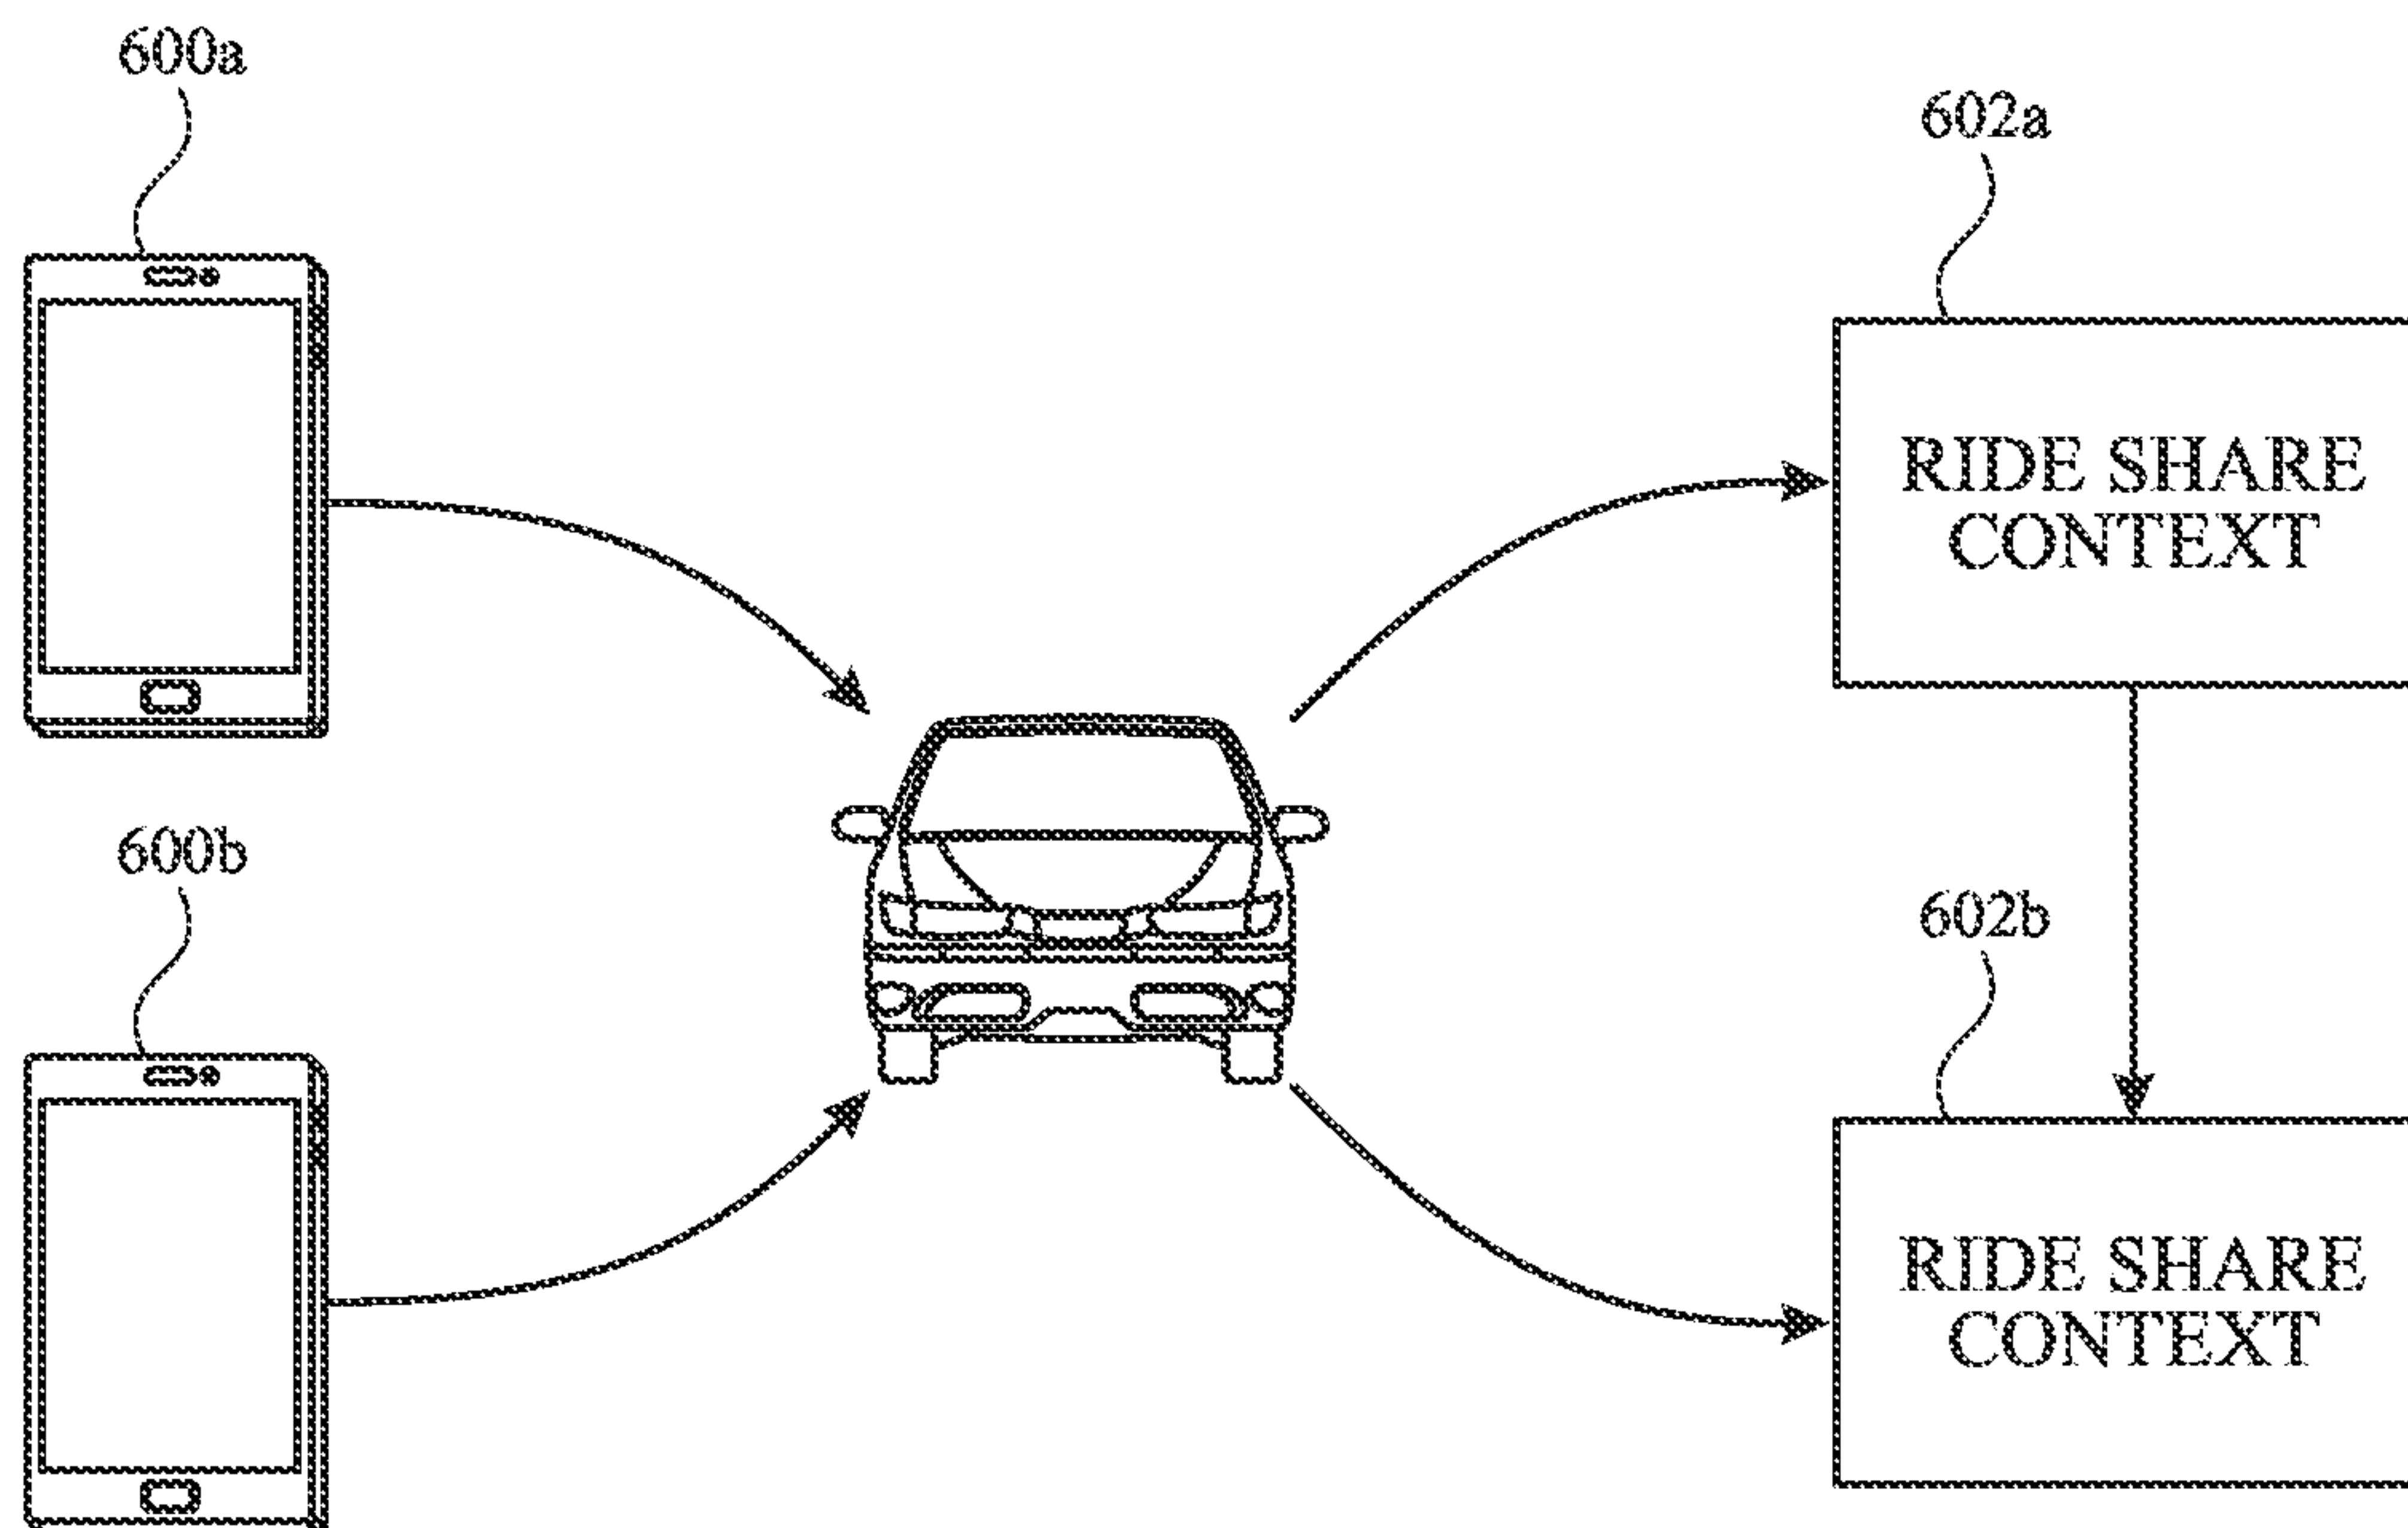 600a
602a
RIDE SHARE
CONTEXT
600b
602b
RIDE SHARE
CONTEXT